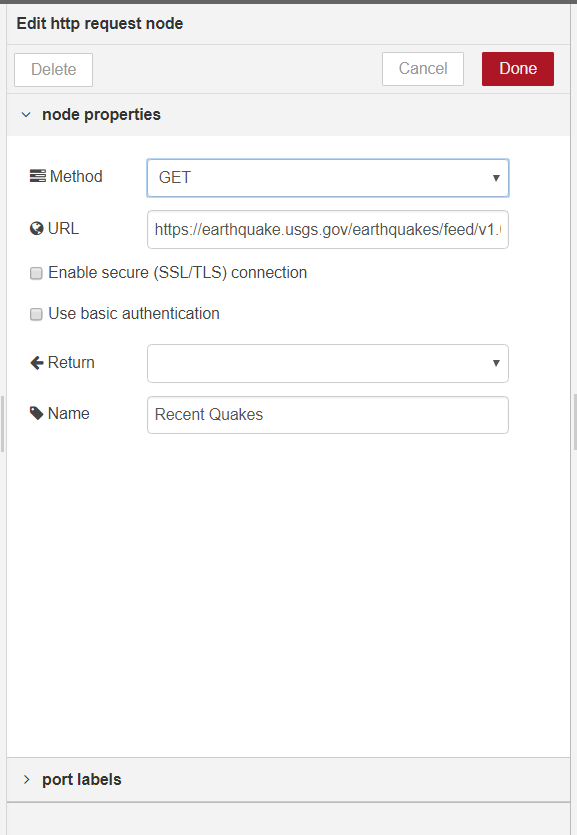 Edit http request node
Delete Cancel Done
node properties
Method GET
URL https://earthquake.usgs.gov/earthquakes/feed/v1.
Enable secure (SSL/TLS) connection
Use basic authentication
Return
Name Recent Quakes
port labels